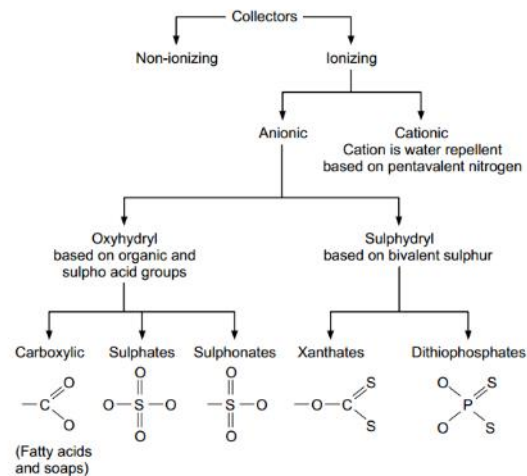 Collectors
Non-ionizing
Ionizing
Anionic
Cationic
Cation is water repellent
based on pentavalent nitrogen
Oxyhydryl
based on organic and
sulpho acid groups
Sulphydryl
based on bivalent sulphur
Carboxylic
Sulphates
Sulphonates
Xanthates
Dithiophosphates
O
O
O
S
O
S
C
O
O
S
O
S
O
O
C
P
O
O
O
S
O
S
(Fatty acids
and soaps)